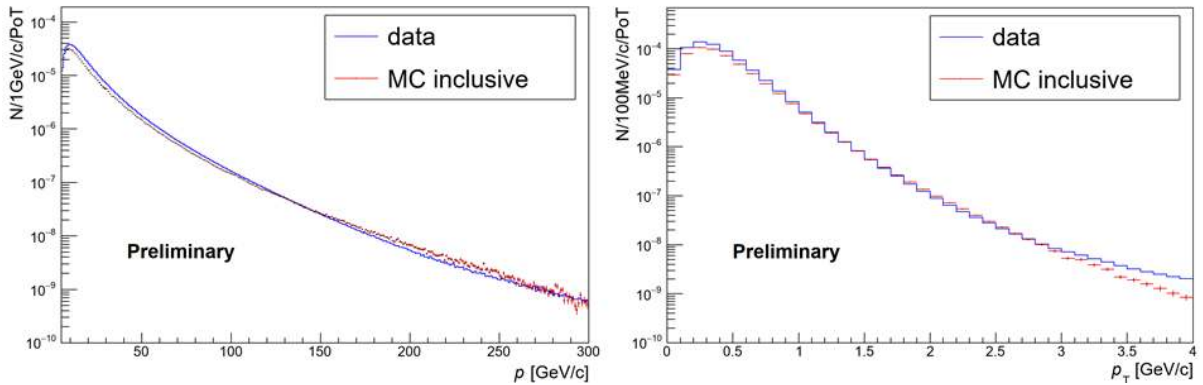 N/1GeV/c/PoT
10⁻⁴
10⁻⁵
10⁻⁶
10⁻⁷
10⁻⁸
10⁻⁹
10⁻¹⁰
data
MC inclusive
Preliminary
50 100 150 200 250 300
p [GeV/c]
N/100MeV/c/PoT
10⁻³
10⁻⁴
10⁻⁵
10⁻⁶
10⁻⁷
10⁻⁸
10⁻⁹
10⁻¹⁰
data
MC inclusive
Preliminary
0 0.5 1 1.5 2 2.5 3 3.5 4
p_T [GeV/c]